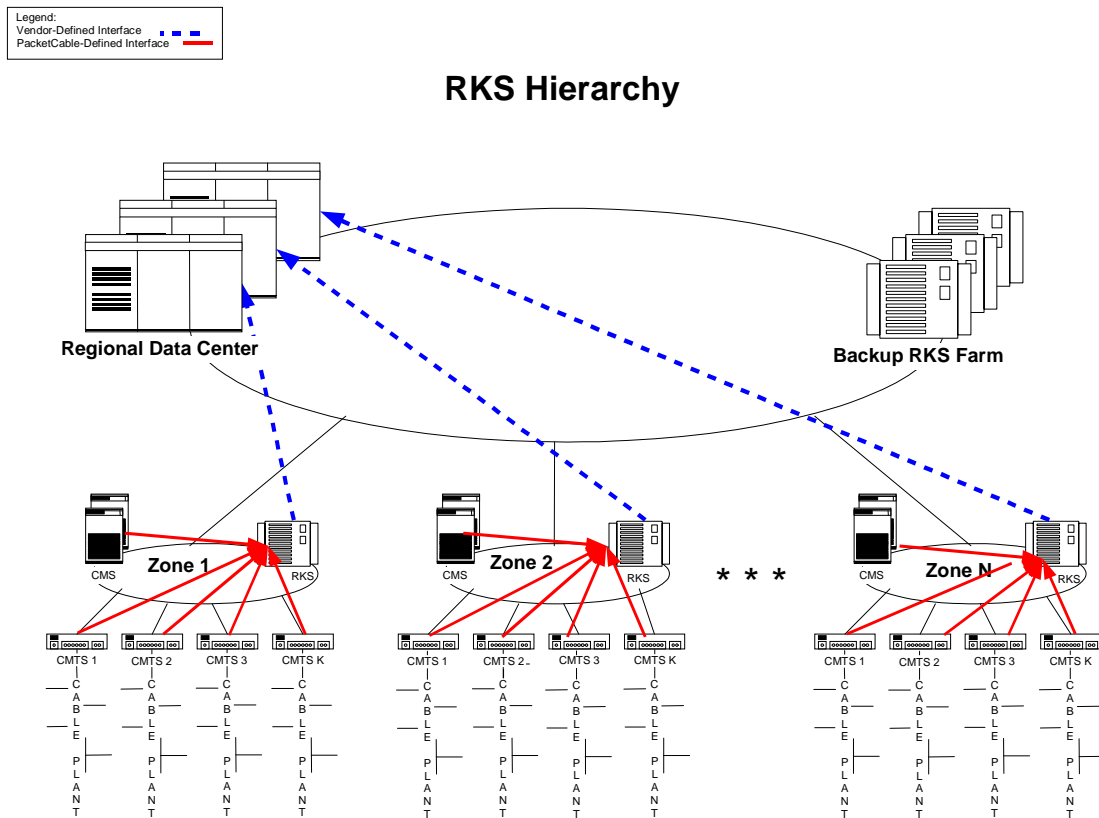 Legend:
Vendor-Defined Interface
PacketCable-Defined Interface
RKS Hierarchy
Regional Data Center
Backup RKS Farm
CMS
Zone 1
RKS
CMS
Zone 2
RKS
* * *
CMS
Zone N
RKS
CMTS 1
CMTS 2
CMTS 3
CMTS K
CMTS 1
CMTS 2
CMTS 3
CMTS K
CMTS 1
CMTS 2
CMTS 3
CMTS K
CABLE PLANT
CABLE PLANT
CABLE PLANT
CABLE PLANT
CABLE PLANT
CABLE PLANT
CABLE PLANT
CABLE PLANT
CABLE PLANT
CABLE PLANT
CABLE PLANT
CABLE PLANT